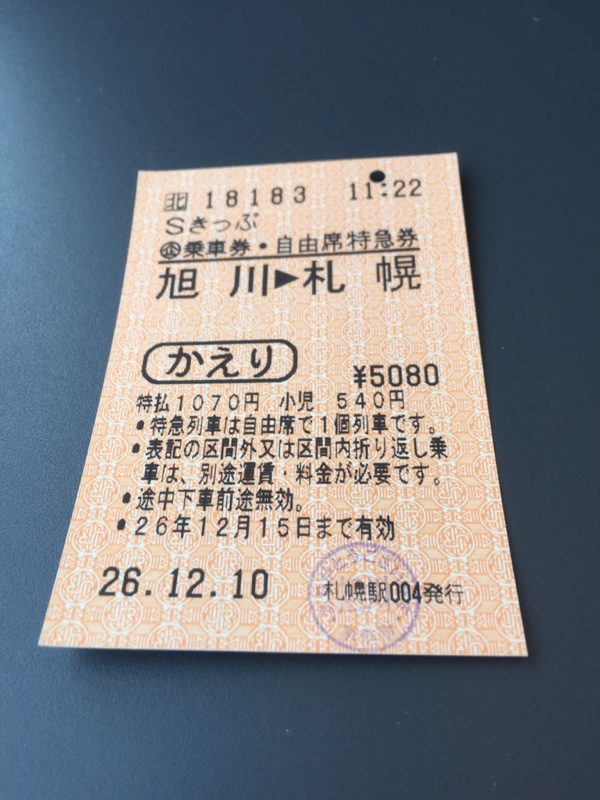 北 18183 11:22
Sきっぷ
企乗車券・自由席特急券
旭 川▶札 幌
かえり
¥5080
特払1070円 小児 540円
•特急列車は自由席で1個列車です。
•表記の区間外又は区間内折り返し乗
車は、別途運賃・料金が必要です。
•途中下車前途無効。
•26年12月15日まで有効
26.12.10 札幌駅004発行